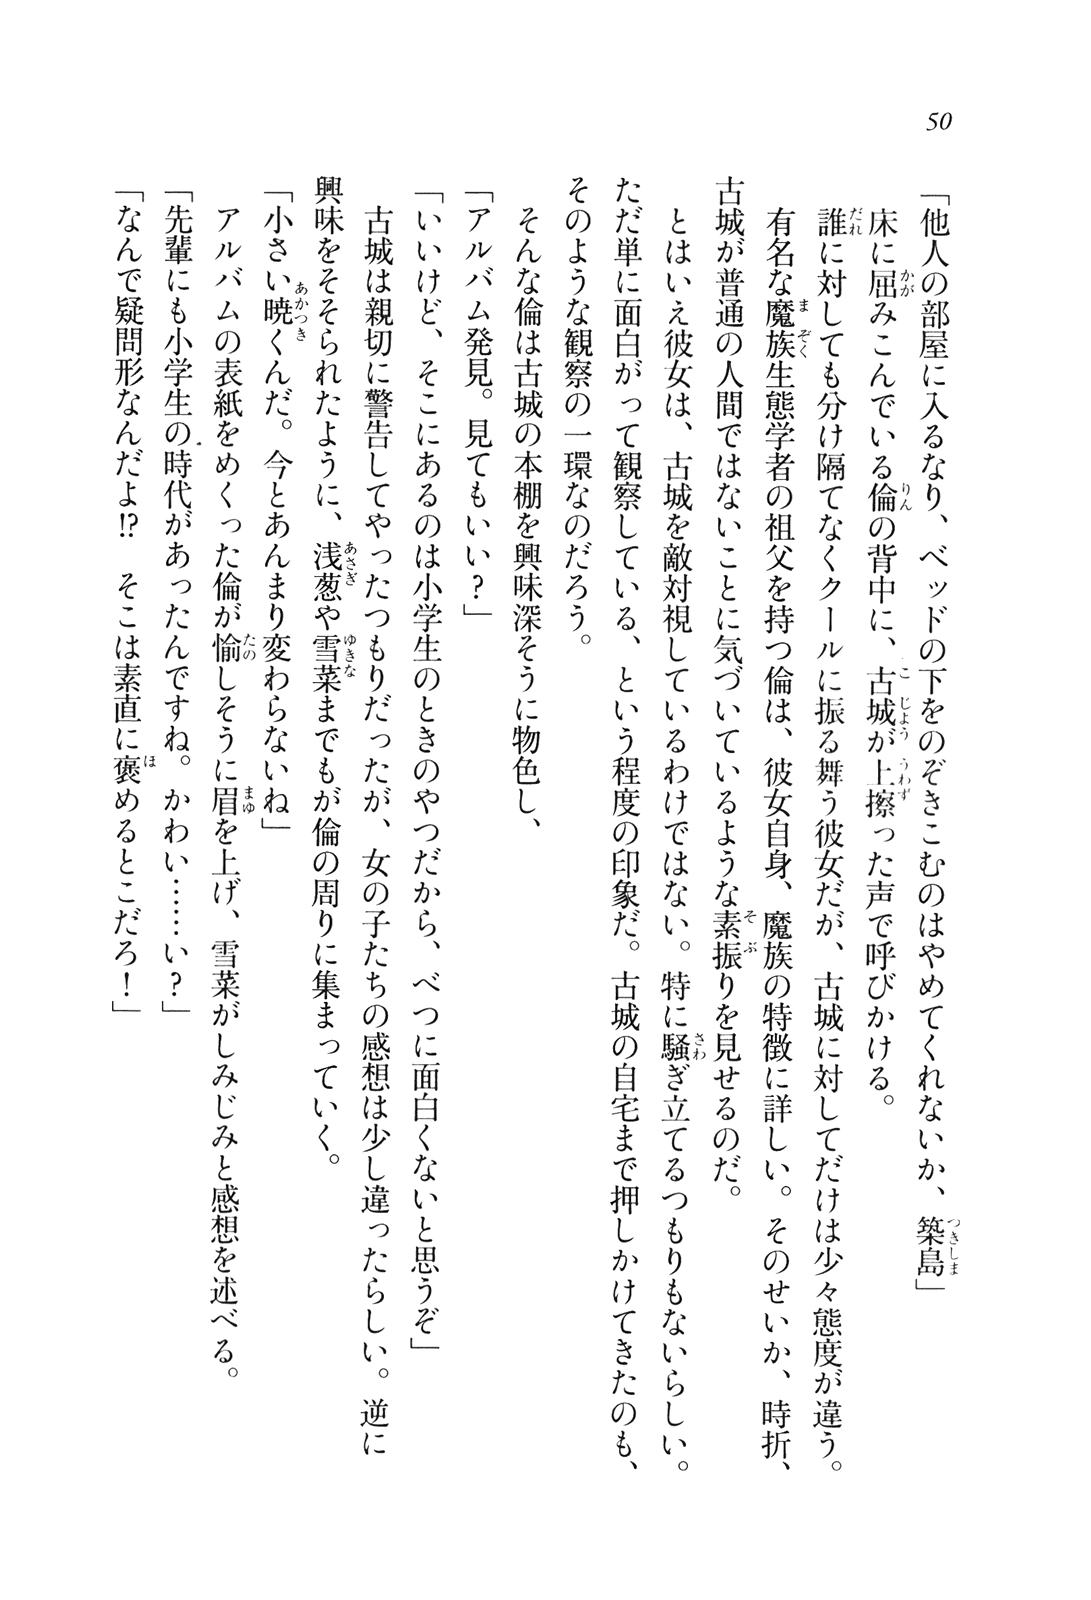 50
「他人の部屋に入るなり、ベッドの下をのぞきこむのはやめてくれないか、築島」
床に屈みこんでいる倫の背中に、古城が上擦った声で呼びかける。
誰に対しても分け隔てなくクールに振る舞う彼女だが、古城に対してだけは少々態度が違う。
有名な魔族生態学者の祖父を持つ倫は、彼女自身、魔族の特徴に詳しい。そのせいか、時折、
古城が普通の人間ではないことに気づいているような素振りを見せるのだ。
とはいえ彼女は、古城を敵対視しているわけではない。特に騒ぎ立てるつもりもないらしい。
ただ単に面白がって観察している、という程度の印象だ。古城の自宅まで押しかけてきたのも、
そのような観察の一環なのだろう。
そんな倫は古城の本棚を興味深そうに物色し、
「アルバム発見。見てもいい？」
「いいけど、そこにあるのは小学生のときのやつだから、べつに面白くないと思うぞ」
古城は親切に警告してやったつもりだったが、女の子たちの感想は少し違ったらしい。逆に
興味をそそられたように、浅葱や雪菜までもが倫の周りに集まっていく。
「小さい暁くんだ。今とあんまり変わらないね」
アルバムの表紙をめくった倫が愉しそうに眉を上げ、雪菜がしみじみと感想を述べる。
「先輩にも小学生の時代があったんですね。かわい……い？」
「なんで疑問形なんだよ!?　そこは素直に褒めるとこだろ！」